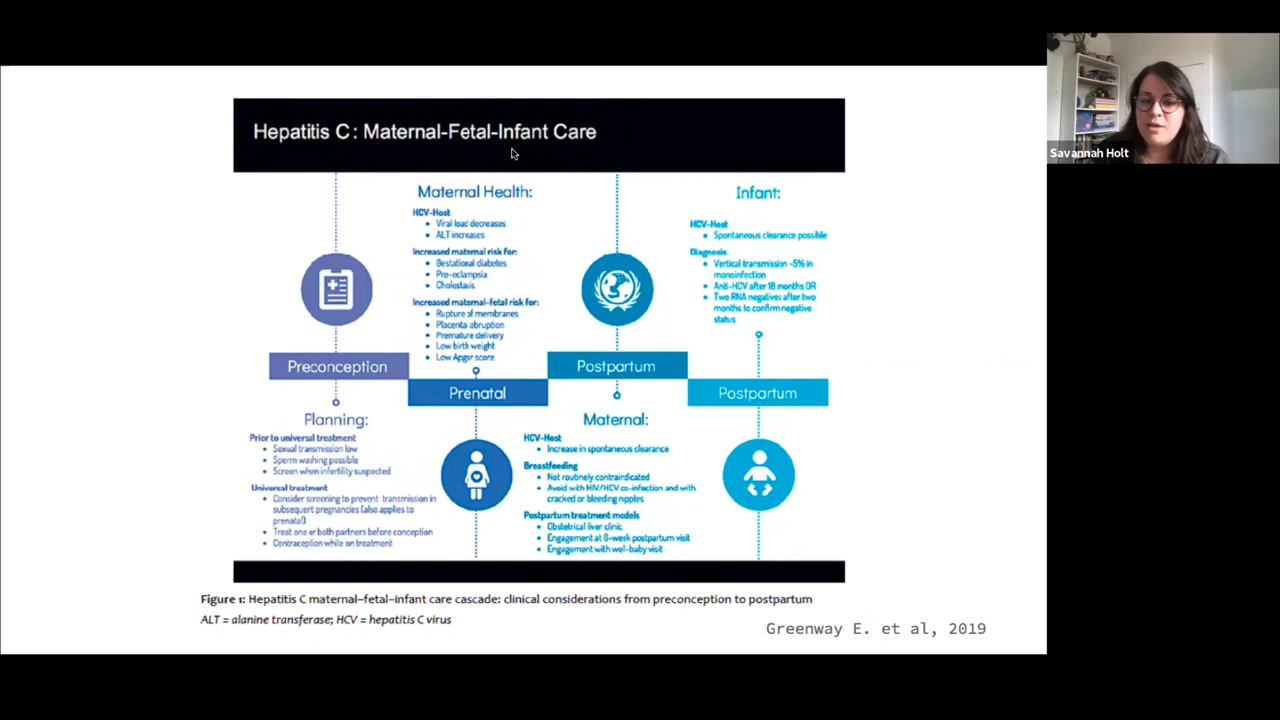 Hepatitis C: Maternal-Fetal-Infant Care
Savannah Holt
Maternal Health:
HCV-Host
Viral load decreases
ALT increases
Increased maternal risk for:
Gestational diabetes
Pre-eclampsia
Cholestasis
Increased maternal-fetal risk for:
Rupture of membranes
Placental abruption
Premature delivery
Low birth weight
Low Apgar score
Infant:
HCV-Host
Spontaneous clearance possible
Diagnosis
Vertical transmission ~5% in
monoinfection
Anti-HCV after 18 months OR
Two RNA negatives after two
months to confirm negative
status
Preconception
Prenatal
Postpartum
Postpartum
Planning:
Prior to universal treatment
Sexual transmission low
Sperm washing possible
Screen when infertility suspected
Universal treatment
Consider screening to prevent transmission in
subsequent pregnancies (also applies to
prenatal)
Treat one or both partners before conception
Contraception while on treatment
Maternal:
HCV-Host
Increase in spontaneous clearance
Breastfeeding
Not routinely contraindicated
Avoid with HIV/HCV co-infection and with
cracked or bleeding nipples
Postpartum treatment models
Obstetrical liver clinic
Engagement at 6-week postpartum visit
Engagement with well-baby visit
Figure 1: Hepatitis C maternal–fetal–infant care cascade: clinical considerations from preconception to postpartum
ALT = alanine transferase; HCV = hepatitis C virus
Greenway E. et al, 2019